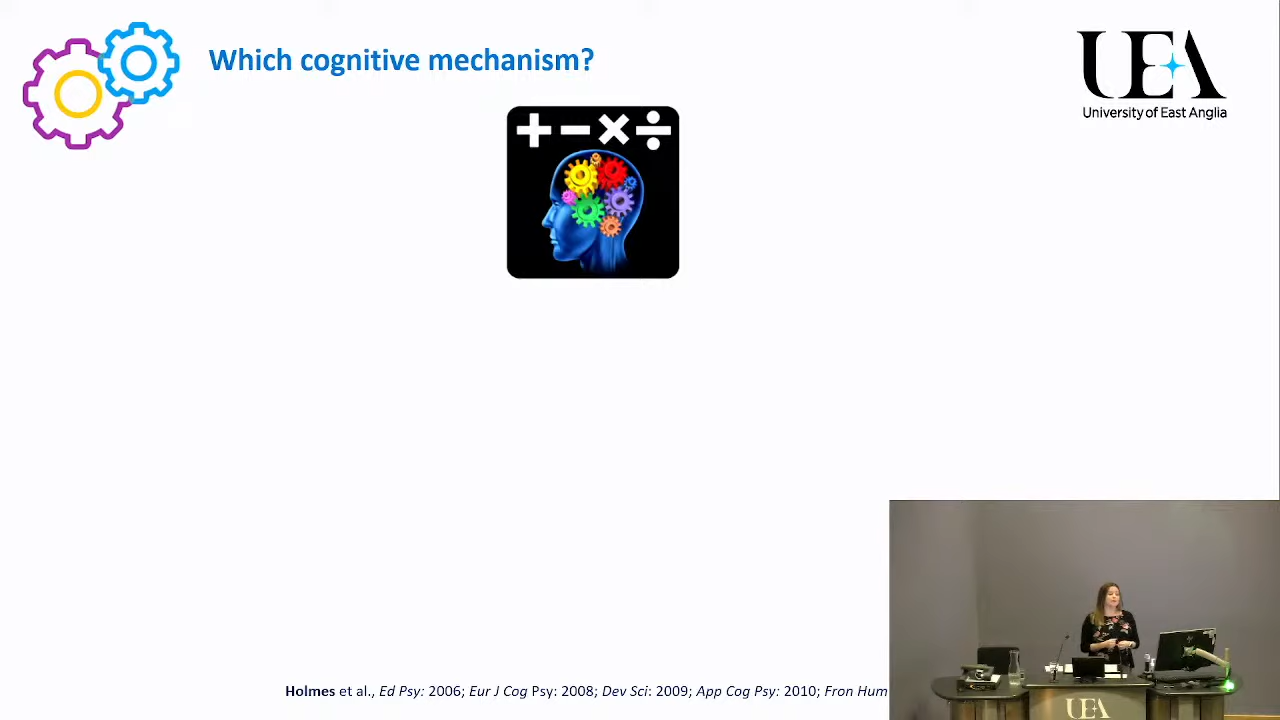 Which cognitive mechanism?
UEA
University of East Anglia
+ − × ÷
Holmes et al., Ed Psy: 2006; Eur J Cog Psy: 2008; Dev Sci: 2009; App Cog Psy: 2010; Fron Hum
UEA